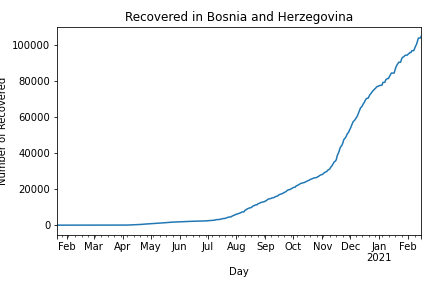 Recovered in Bosnia and Herzegovina
Number of Recovered
100000
80000
60000
40000
20000
0
Feb Mar Apr May Jun Jul Aug Sep Oct Nov Dec Jan Feb
2021
Day